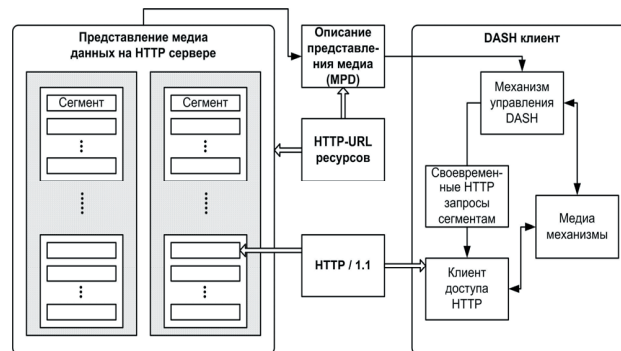 Представление медиа
данных на HTTP сервере
Сегмент
Сегмент
Описание
представле-
ния медиа
(MPD)
HTTP-URL
ресурсов
HTTP / 1.1
DASH клиент
Механизм
управления
DASH
Своевремен-
ные HTTP
запросы
сегментам
Медиа
механизмы
Клиент
доступа
HTTP